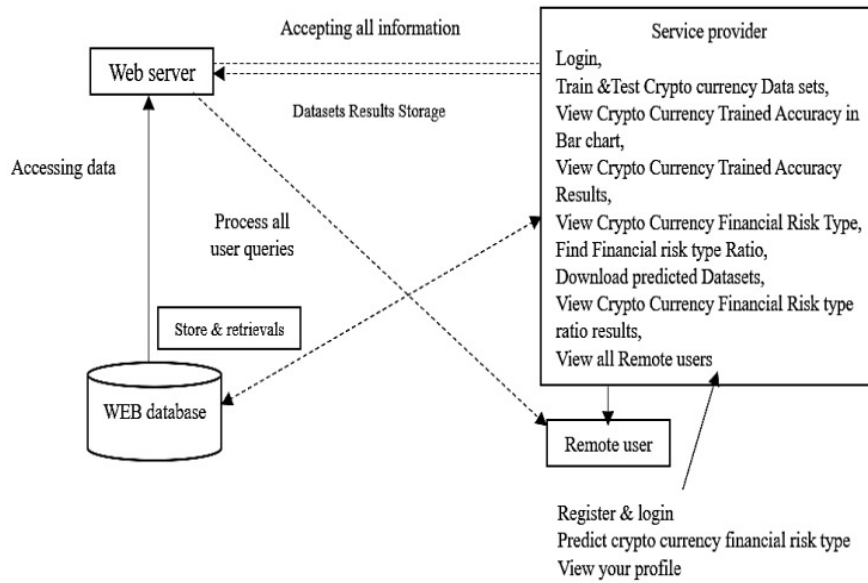 Accepting all information
Web server
Datasets Results Storage
Accessing data
Process all
user queries
Store & retrievals
WEB database
Service provider
Login,
Train &Test Crypto currency Data sets,
View Crypto Currency Trained Accuracy in
Bar chart,
View Crypto Currency Trained Accuracy
Results,
View Crypto Currency Financial Risk Type,
Find Financial risk type Ratio,
Download predicted Datasets,
View Crypto Currency Financial Risk type
ratio results,
View all Remote users
Remote user
Register & login
Predict crypto currency financial risk type
View your profile